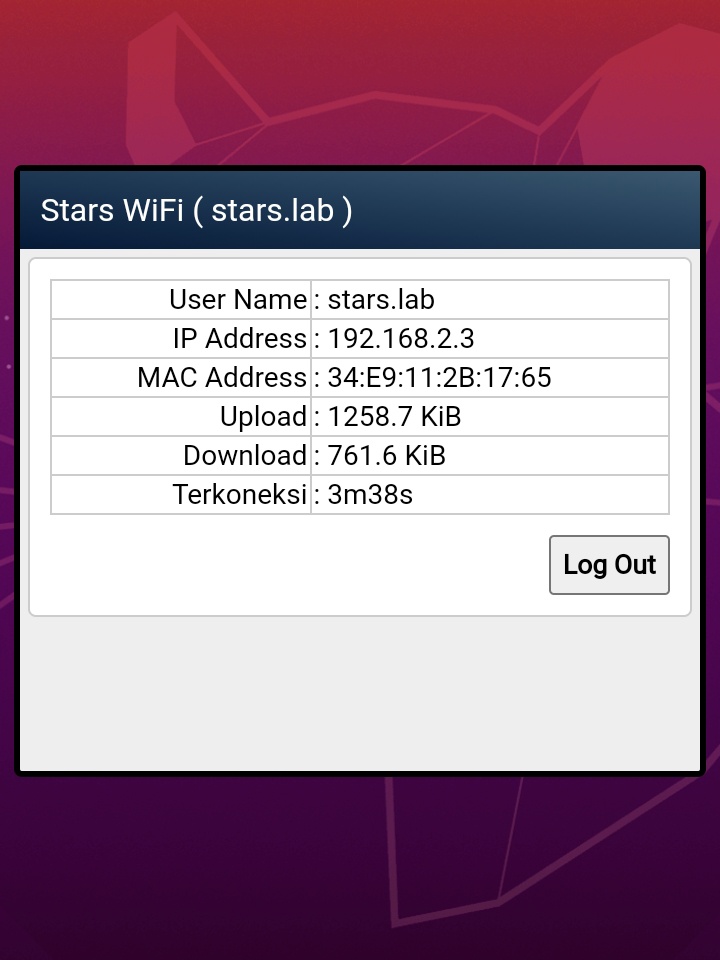 Stars WiFi ( stars.lab )
User Name : stars.lab
IP Address : 192.168.2.3
MAC Address : 34:E9:11:2B:17:65
Upload : 1258.7 KiB
Download : 761.6 KiB
Terkoneksi : 3m38s
Log Out